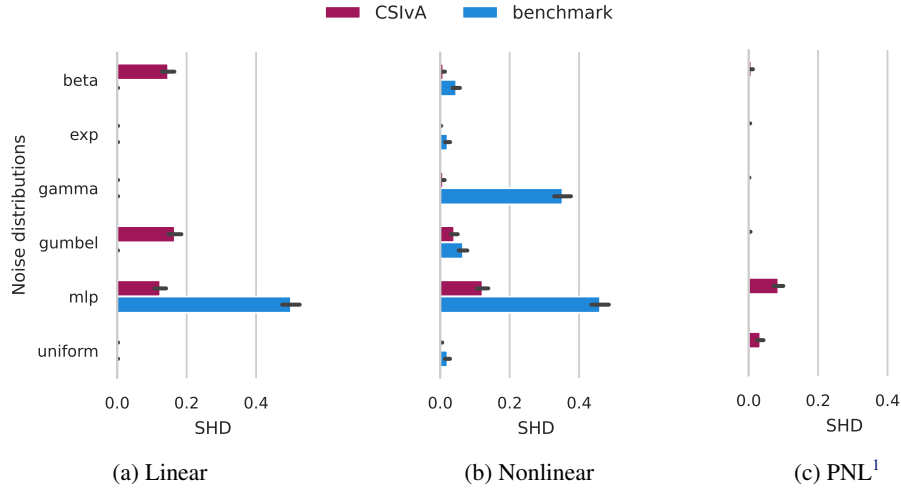 CSIvA benchmark
Noise distributions
beta
exp
gamma
gumbel
mlp
uniform
0.0 0.2 0.4 0.0 0.2 0.4 0.0 0.2 0.4
SHD SHD SHD
(a) Linear (b) Nonlinear (c) PNL¹